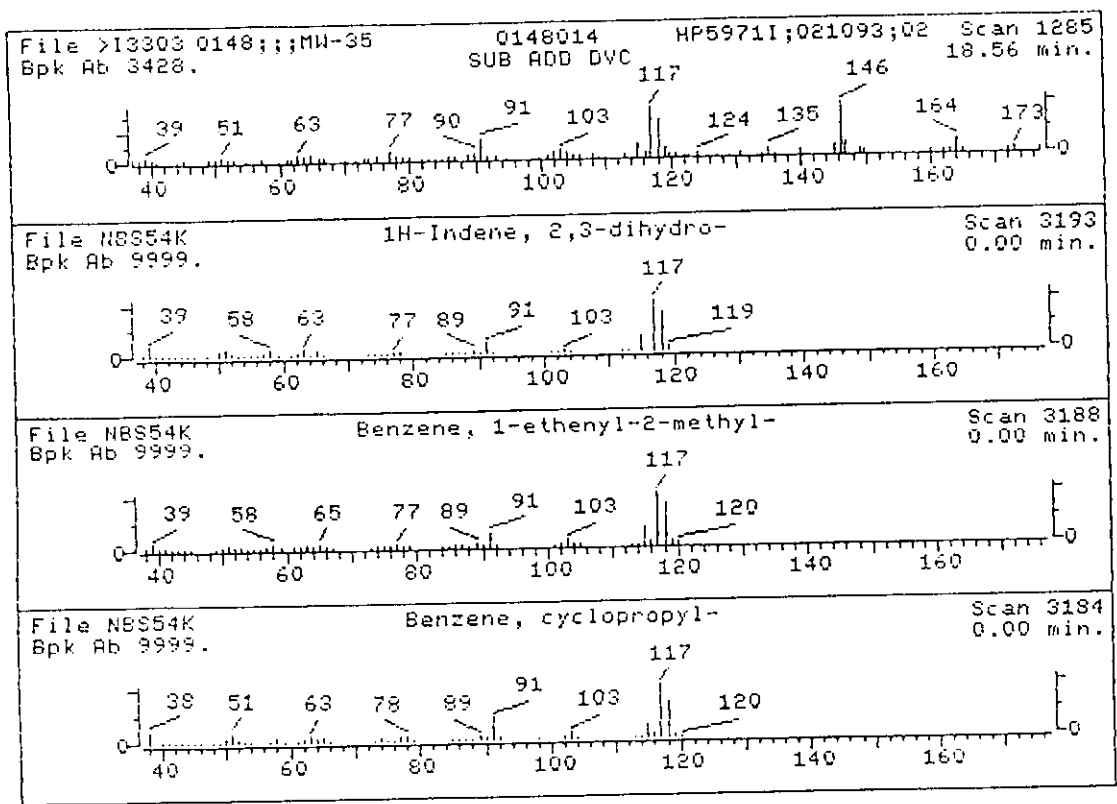 File >I3303 0148;;;MW-35 0148014 HP5971I;021093;02 Scan 1285
Bpk Ab 3428. SUB ADD DVC 18.56 min.
117 146
39 51 63 77 90 91 103 124 135 164 173
0 0
40 60 80 100 120 140 160
File NBS54K 1H-Indene, 2,3-dihydro- Scan 3193
Bpk Ab 9999. 0.00 min.
117
39 58 63 77 89 91 103 119
0 0
40 60 80 100 120 140 160
File NBS54K Benzene, 1-ethenyl-2-methyl- Scan 3188
Bpk Ab 9999. 0.00 min.
117
39 58 65 77 89 91 103 120
0 0
40 60 80 100 120 140 160
File NBS54K Benzene, cyclopropyl- Scan 3184
Bpk Ab 9999. 0.00 min.
117
38 51 63 78 89 91 103 120
0 0
40 60 80 100 120 140 160